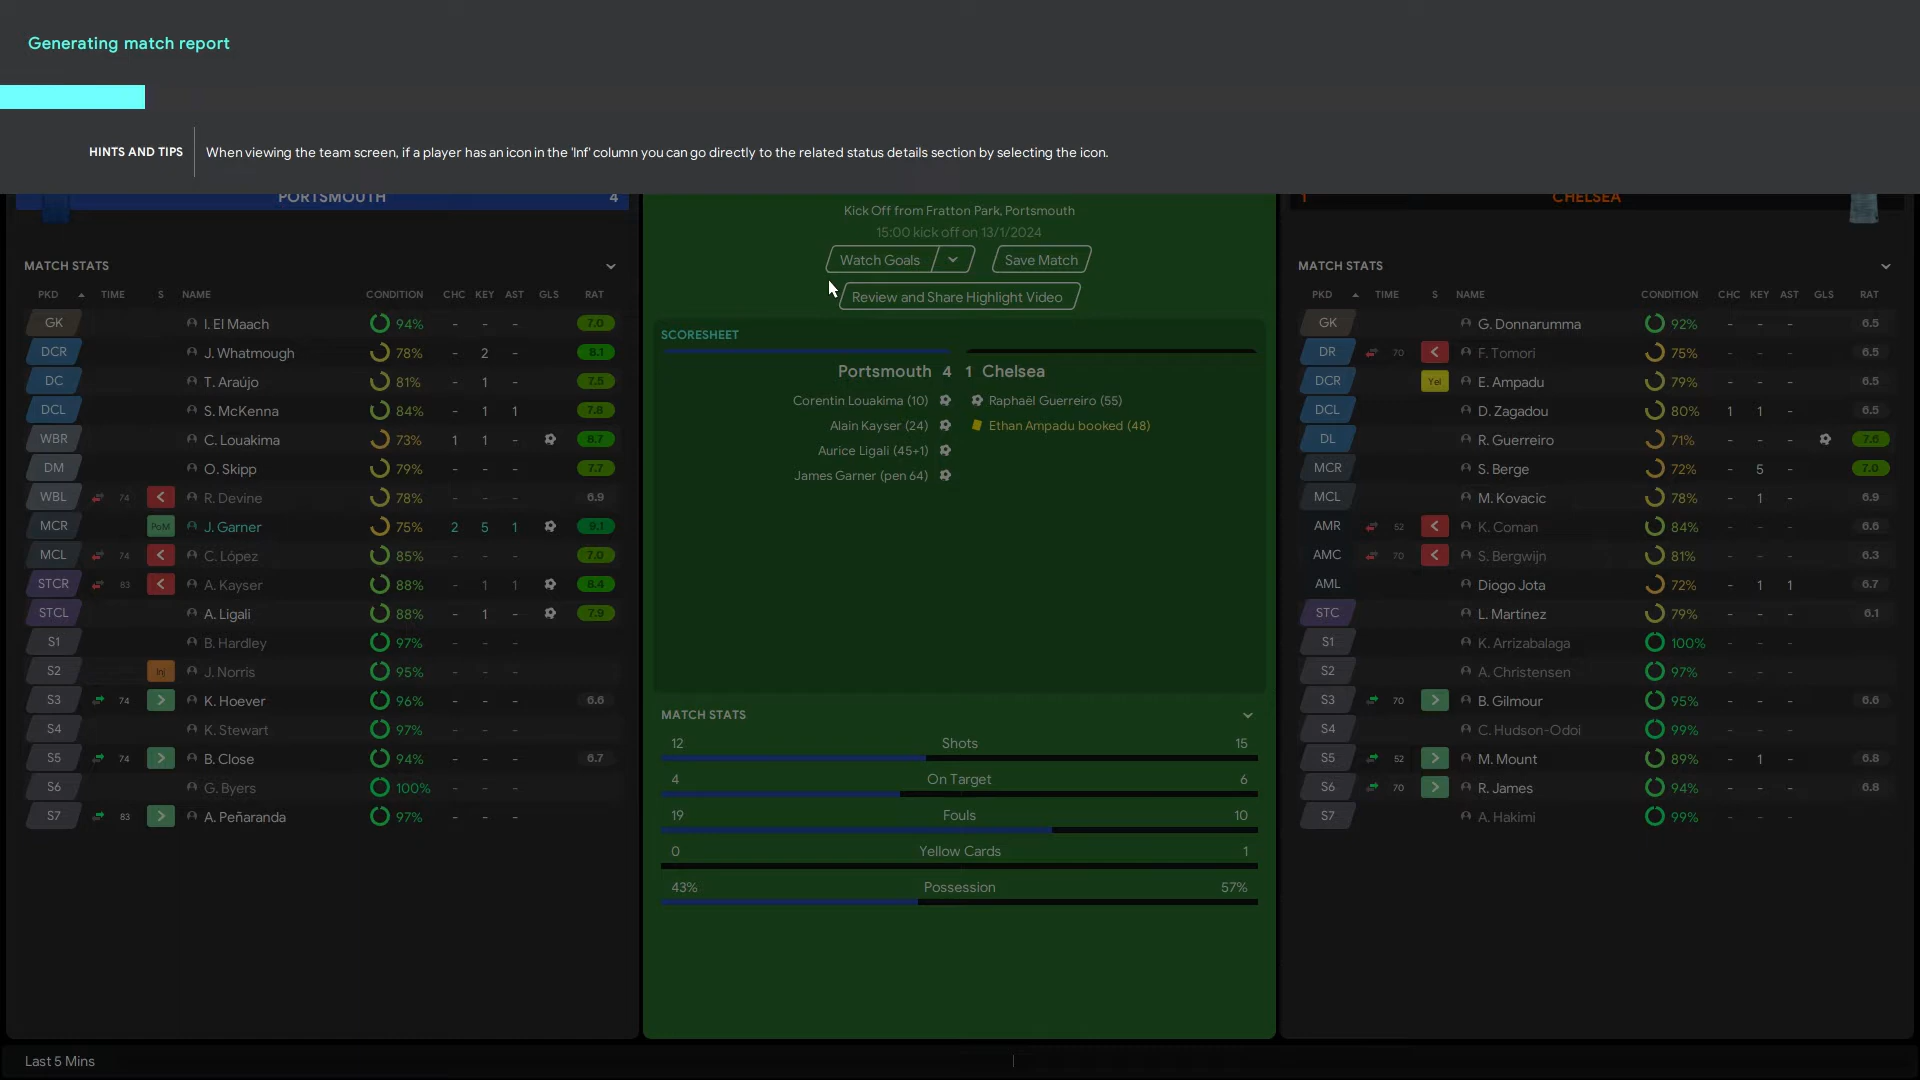 Generating match report
HINTS AND TIPS When viewing the team screen, if a player has an icon in the 'Inf' column you can go directly to the related status details section by selecting the icon.
PORTSMOUTH 4
MATCH STATS
PKD TIME S NAME CONDITION CHC KEY AST GLS RAT
GK I. El Maach 94% - - - 7.0
DCR J. Whatmough 78% - 2 - 8.1
DC T. Araújo 81% - 1 - 7.5
DCL S. McKenna 84% - 1 1 7.8
WBR C. Louakima 73% 1 1 - 8.7
DM O. Skipp 79% - - - 7.7
WBL 74 R. Devine 78% - - - 6.9
MCR PoM J. Garner 75% 2 5 1 9.1
MCL 74 C. López 85% - - - 7.0
STCR 83 A. Kayser 88% - 1 1 8.4
STCL A. Ligali 88% - 1 - 7.9
S1 B. Hardley 97% - - -
S2 Inj J. Norris 95% - - -
S3 74 K. Hoever 96% - - - 6.6
S4 K. Stewart 97% - - -
S5 74 B. Close 94% - - - 6.7
S6 G. Byers 100% - - -
S7 83 A. Peñaranda 97% - - -
Kick Off from Fratton Park, Portsmouth
15:00 kick off on 13/1/2024
Watch Goals Save Match
Review and Share Highlight Video
SCORESHEET
Portsmouth 4 1 Chelsea
Corentin Louakima (10) Raphaël Guerreiro (55)
Alain Kayser (24) Ethan Ampadu booked (48)
Aurice Ligali (45+1)
James Garner (pen 64)
MATCH STATS
12 Shots 15
4 On Target 6
19 Fouls 10
0 Yellow Cards 1
43% Possession 57%
1 CHELSEA
MATCH STATS
PKD TIME S NAME CONDITION CHC KEY AST GLS RAT
GK G. Donnarumma 92% - - - 6.5
DR 70 F. Tomori 75% - - - 6.5
DCR Yel E. Ampadu 79% - - - 6.5
DCL D. Zagadou 80% 1 1 - 6.5
DL R. Guerreiro 71% - - - 7.6
MCR S. Berge 72% - 5 - 7.0
MCL M. Kovacic 78% - 1 - 6.9
AMR 52 K. Coman 84% - - - 6.6
AMC 70 S. Bergwijn 81% - - - 6.3
AML Diogo Jota 72% - 1 1 6.7
STC L. Martínez 79% - - - 6.1
S1 K. Arrizabalaga 100% - - -
S2 A. Christensen 97% - - -
S3 70 B. Gilmour 95% - - - 6.6
S4 C. Hudson-Odoi 99% - - -
S5 52 M. Mount 89% - 1 - 6.8
S6 70 R. James 94% - - - 6.8
S7 A. Hakimi 99% - - -
Last 5 Mins